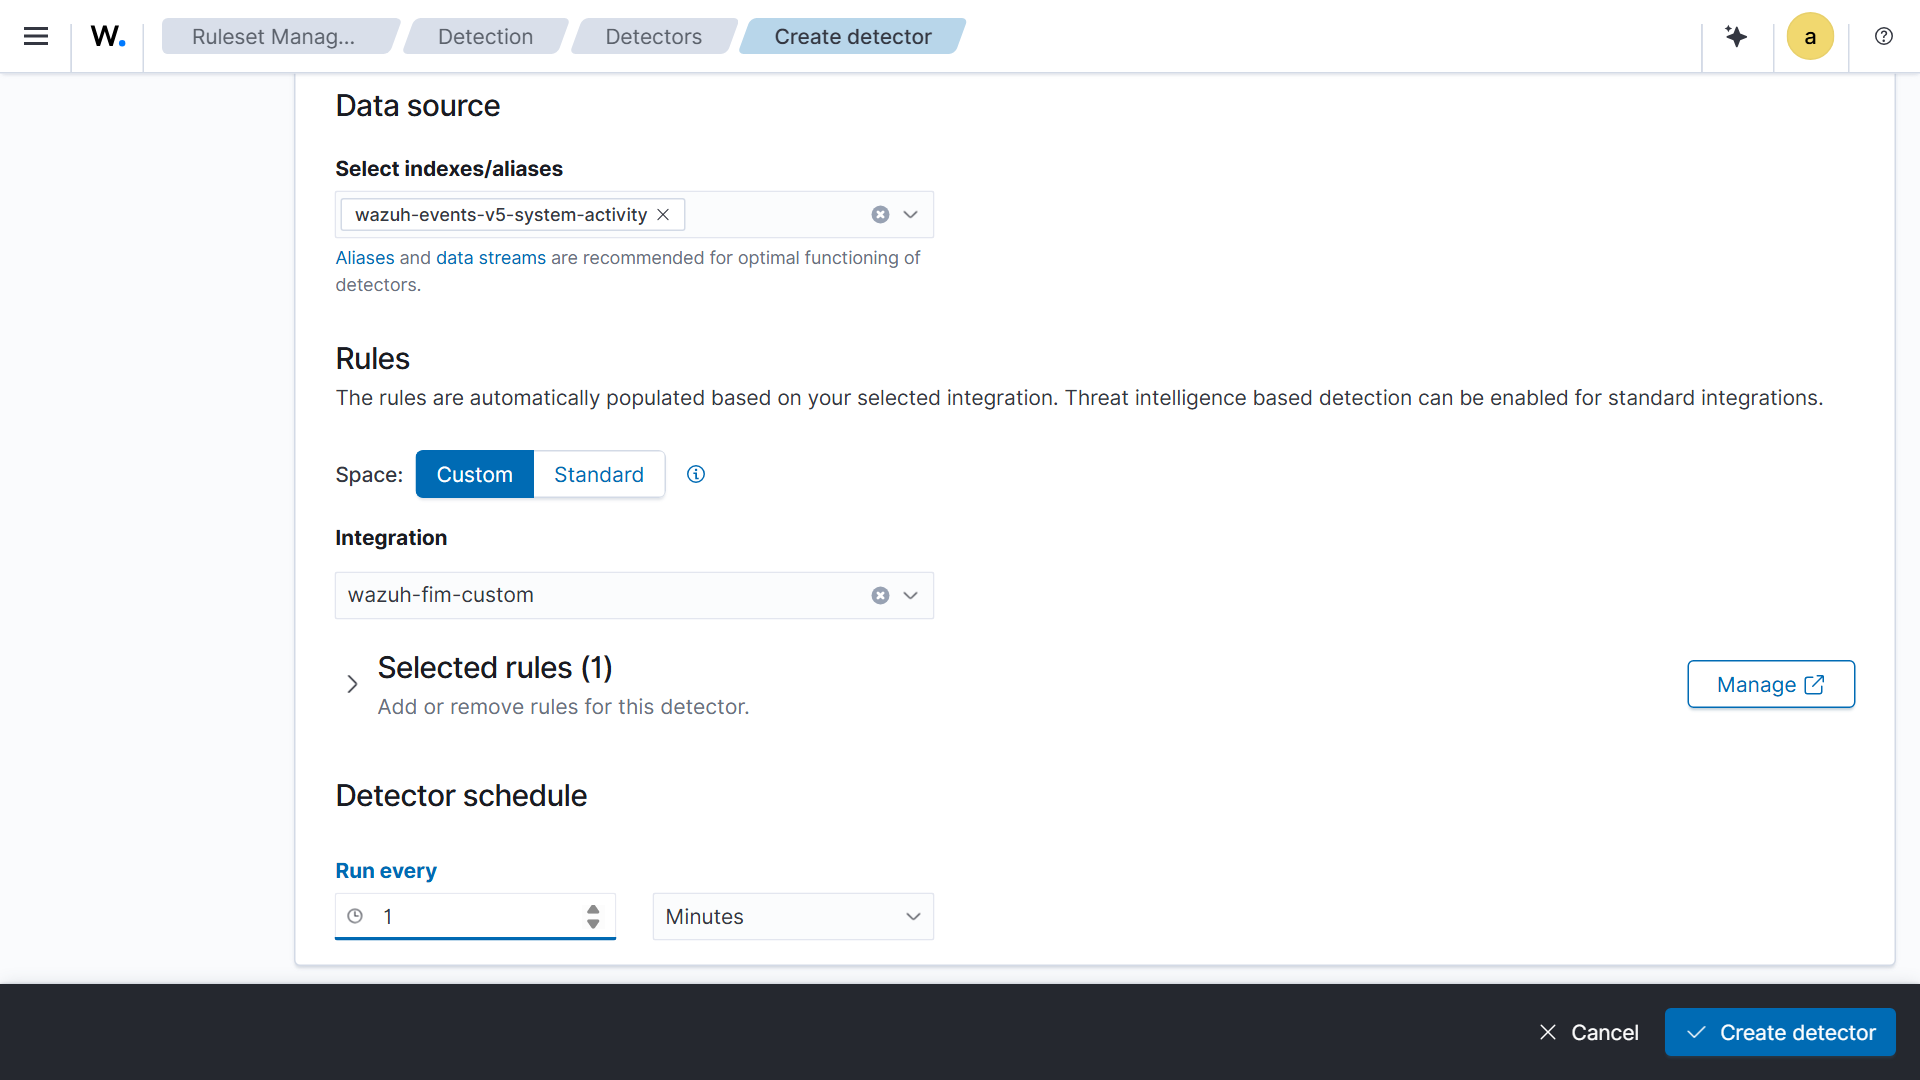 W.
Ruleset Manag...
Detection
Detectors
Create detector
a
Data source
Select indexes/aliases
wazuh-events-v5-system-activity
Aliases and data streams are recommended for optimal functioning of
detectors.
Rules
The rules are automatically populated based on your selected integration. Threat intelligence based detection can be enabled for standard integrations.
Space: Custom Standard
Integration
wazuh-fim-custom
Selected rules (1)
Add or remove rules for this detector.
Manage
Detector schedule
Run every
1 Minutes
Cancel Create detector